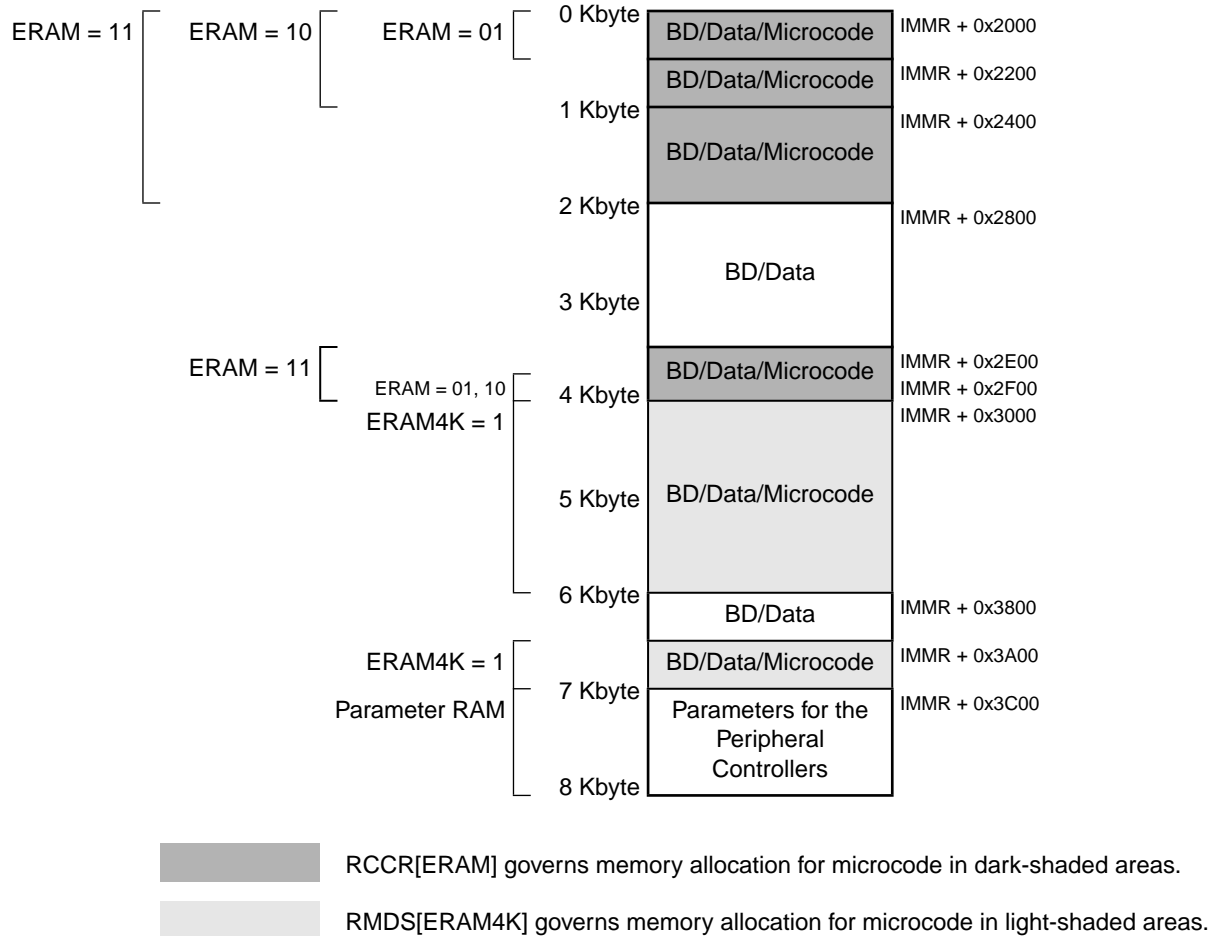 ERAM = 11
ERAM = 10
ERAM = 01
0 Kbyte
BD/Data/Microcode
IMMR + 0x2000
BD/Data/Microcode
IMMR + 0x2200
1 Kbyte
IMMR + 0x2400
BD/Data/Microcode
2 Kbyte
IMMR + 0x2800
BD/Data
3 Kbyte
ERAM = 11
BD/Data/Microcode
IMMR + 0x2E00
ERAM = 01, 10
IMMR + 0x2F00
4 Kbyte
ERAM4K = 1
IMMR + 0x3000
5 Kbyte
BD/Data/Microcode
6 Kbyte
BD/Data
IMMR + 0x3800
ERAM4K = 1
BD/Data/Microcode
IMMR + 0x3A00
7 Kbyte
Parameter RAM
Parameters for the
Peripheral
Controllers
IMMR + 0x3C00
8 Kbyte
RCCR[ERAM] governs memory allocation for microcode in dark-shaded areas.
RMDS[ERAM4K] governs memory allocation for microcode in light-shaded areas.